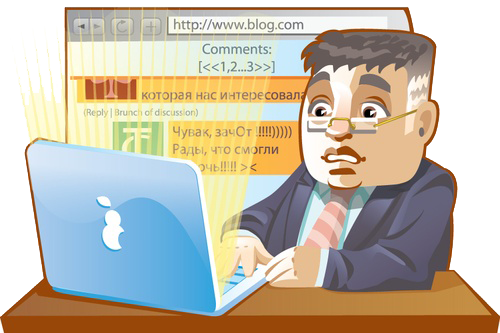 http://www.blog.com
Comments:
[<<1,2...3>>]
которая нас интересовала
(Reply | Brunch of discussion)
Чувак, зачОт !!!!)))))
Рады, что смогли
очь!!!!! ><